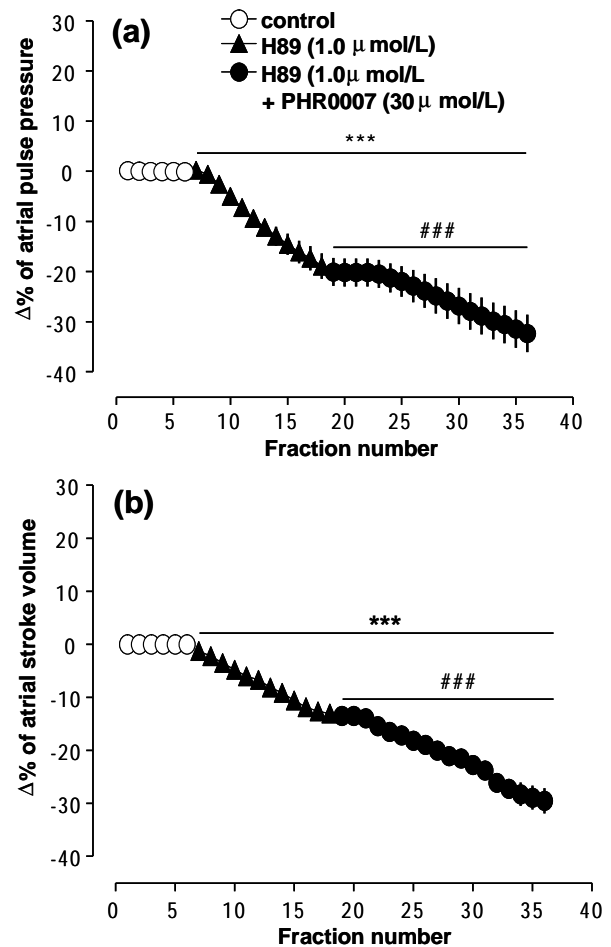 (a)
control
H89 (1.0 μ mol/L)
H89 (1.0μ mol/L
+ PHR0007 (30 μ mol/L)
Δ% of atrial pulse pressure
30
20
10
0
-10
-20
-30
-40
***
###
0 5 10 15 20 25 30 35 40
Fraction number
(b)
Δ% of atrial stroke volume
30
20
10
0
-10
-20
-30
-40
***
###
0 5 10 15 20 25 30 35 40
Fraction number